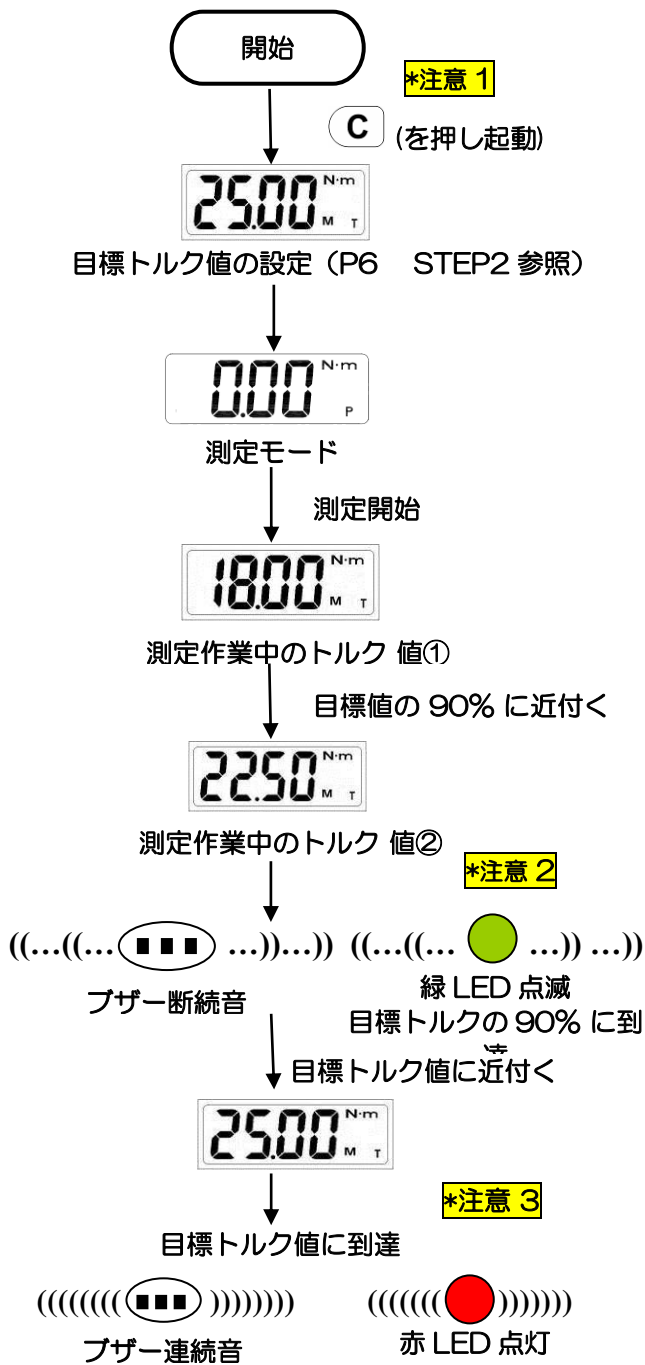 開始
*注意 1
C (を押し起動)
25.00 N·m M T
目標トルク値の設定（P6 STEP2 参照）
0.00 N·m P
測定モード
測定開始
18.00 N·m M T
測定作業中のトルク 値①
目標値の 90% に近付く
22.50 N·m M T
測定作業中のトルク 値②
*注意 2
((…((… ■ ■ ■ …))…)) ((…((… …)) …))
ブザー断続音
緑 LED 点滅
目標トルクの 90% に到
目標トルク値に近付く
25.00 N·m M T
*注意 3
目標トルク値に到達
(((((((( ■■■ )))))))) ((((((( )))))))
ブザー連続音
赤 LED 点灯